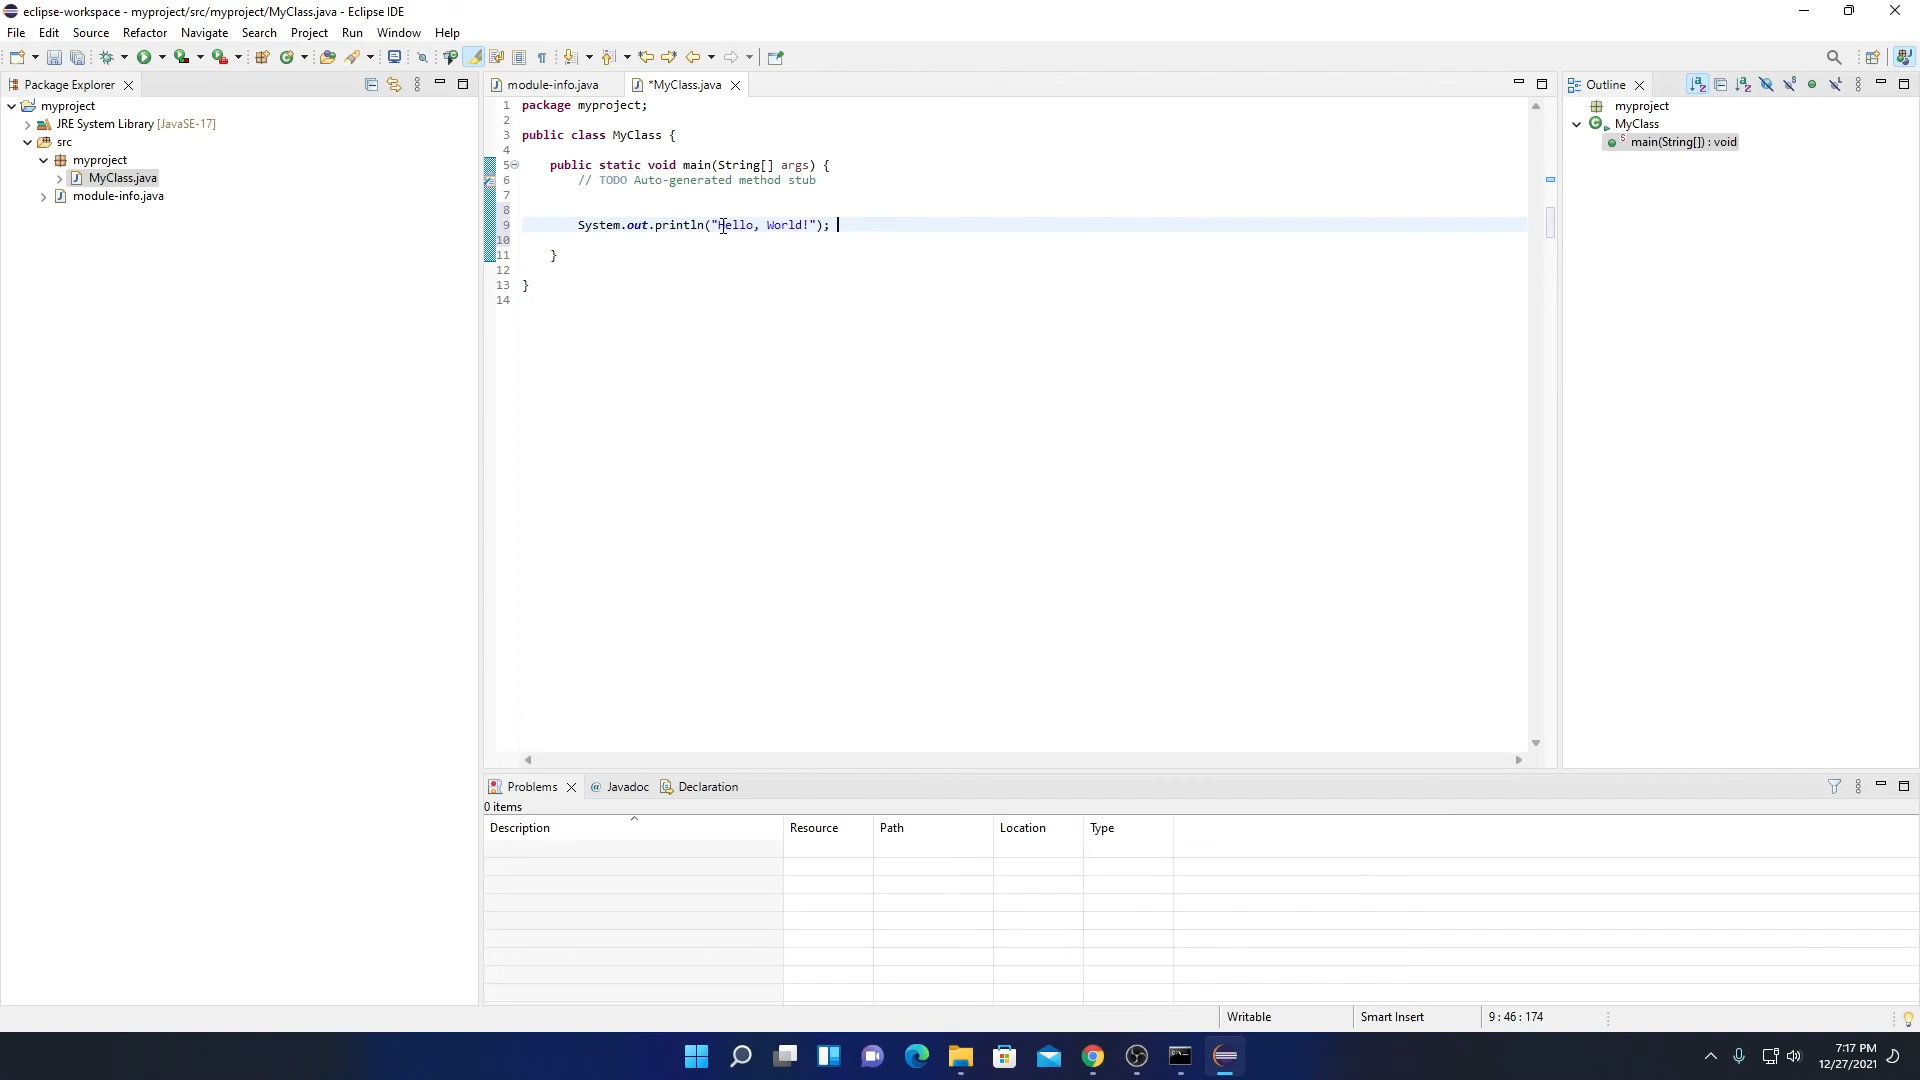 eclipse-workspace - myproject/src/myproject/MyClass.java - Eclipse IDE
File Edit Source Refactor Navigate Search Project Run Window Help
Package Explorer
myproject
JRE System Library [JavaSE-17]
src
myproject
MyClass.java
module-info.java
module-info.java *MyClass.java
1 package myproject;
2
3 public class MyClass {
4
5 public static void main(String[] args) {
6 // TODO Auto-generated method stub
7
8
9 System.out.println("Hello, World!");
10
11 }
12
13 }
14
Outline
myproject
MyClass
main(String[]) : void
Problems @ Javadoc Declaration
0 items
Description Resource Path Location Type
Writable Smart Insert 9 : 46 : 174
7:17 PM
12/27/2021